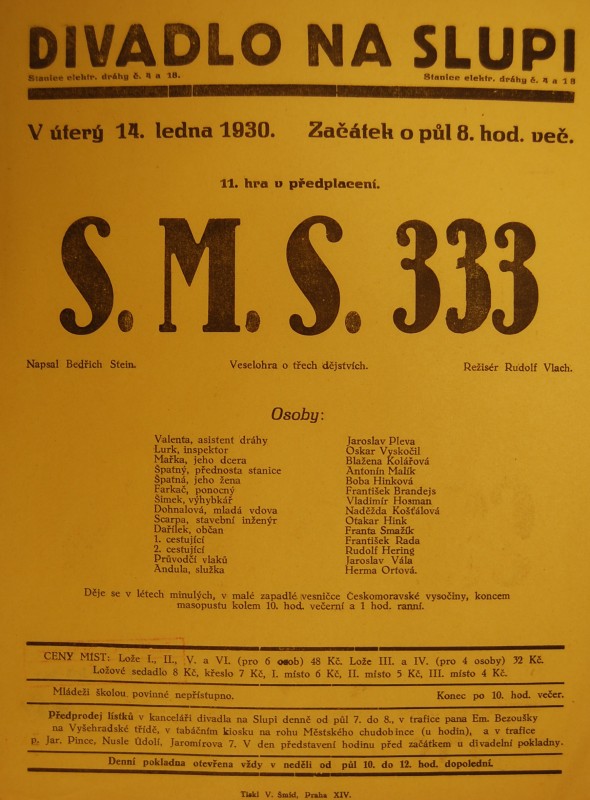 DIVADLO NA SLUPI
Stanice elektr. dráhy č. 4 a 18. Stanice elektr. dráhy č. 4 a 18
V úterý 14. ledna 1930. Začátek o půl 8. hod. več.
11. hra v předplacení.
S. M. S. 333
Napsal Bedřich Stein. Veselohra o třech dějstvích. Režisér Rudolf Vlach.
Osoby:
Valenta, asistent dráhy Jaroslav Pleva
Lurk, inspektor Oskar Vyskočil
Mařka, jeho dcera Blažena Kolářová
Špatný, přednosta stanice Antonín Malík
Špatná, jeho žena Boba Hinková
Farkač, ponocný František Brandejs
Šimek, výhybkář Vladimír Hosman
Dohnalová, mladá vdova Naděžda Košťálová
Scarpa, stavební inženýr Otakar Hink
Dařílek, občan Franta Smažík
1. cestující František Rada
2. cestující Rudolf Hering
Průvodčí vlaků Jaroslav Vála
Andula, služka Herma Ortová.
Děje se v létech minulých, v malé zapadlé vesničce Českomoravské vysočiny, koncem
masopustu kolem 10. hod. večerní a 1 hod. ranní.
CENY MÍST: Lože I., II., V. a VI. (pro 6 osob) 48 Kč. Lože III. a IV. (pro 4 osoby) 32 Kč.
Ložové sedadlo 8 Kč, křeslo 7 Kč, I. místo 6 Kč, II. místo 5 Kč, III. místo 4 Kč.
Mládeži školou povinné nepřístupno. Konec po 10. hod. večer.
Předprodej lístků v kanceláři divadla na Slupi denně od půl 7. do 8., v trafice pana Em. Bezoušky
na Vyšehradské třídě, v tabáčním kiosku na rohu Městského chudobince (u hodin), a v trafice
p. Jar. Pince, Nusle Údolí, Jaromírova 7. V den představení hodinu před začátkem u divadelní pokladny.
Denní pokladna otevřena vždy v neděli od půl 10. do 12. hod. dopolední.
Tiskl V. Šmíd, Praha XIV.